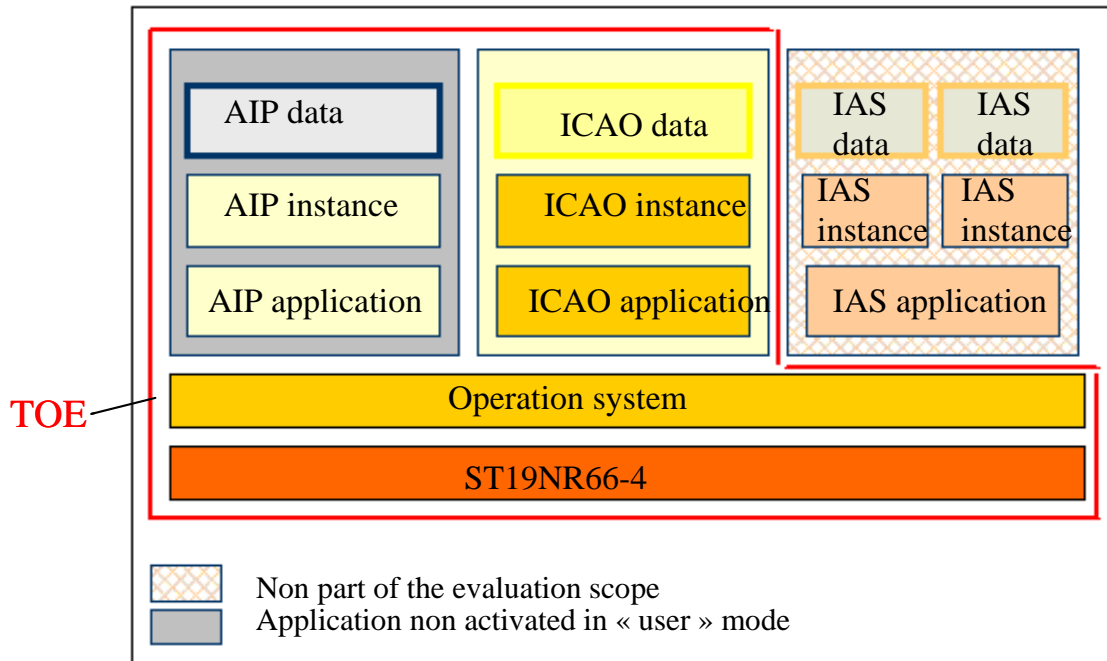 AIP data
ICAO data
IAS
data
IAS
data
AIP instance
ICAO instance
IAS
instance
IAS
instance
AIP application
ICAO application
IAS application
TOE
Operation system
ST19NR66-4
Non part of the evaluation scope
Application non activated in « user » mode